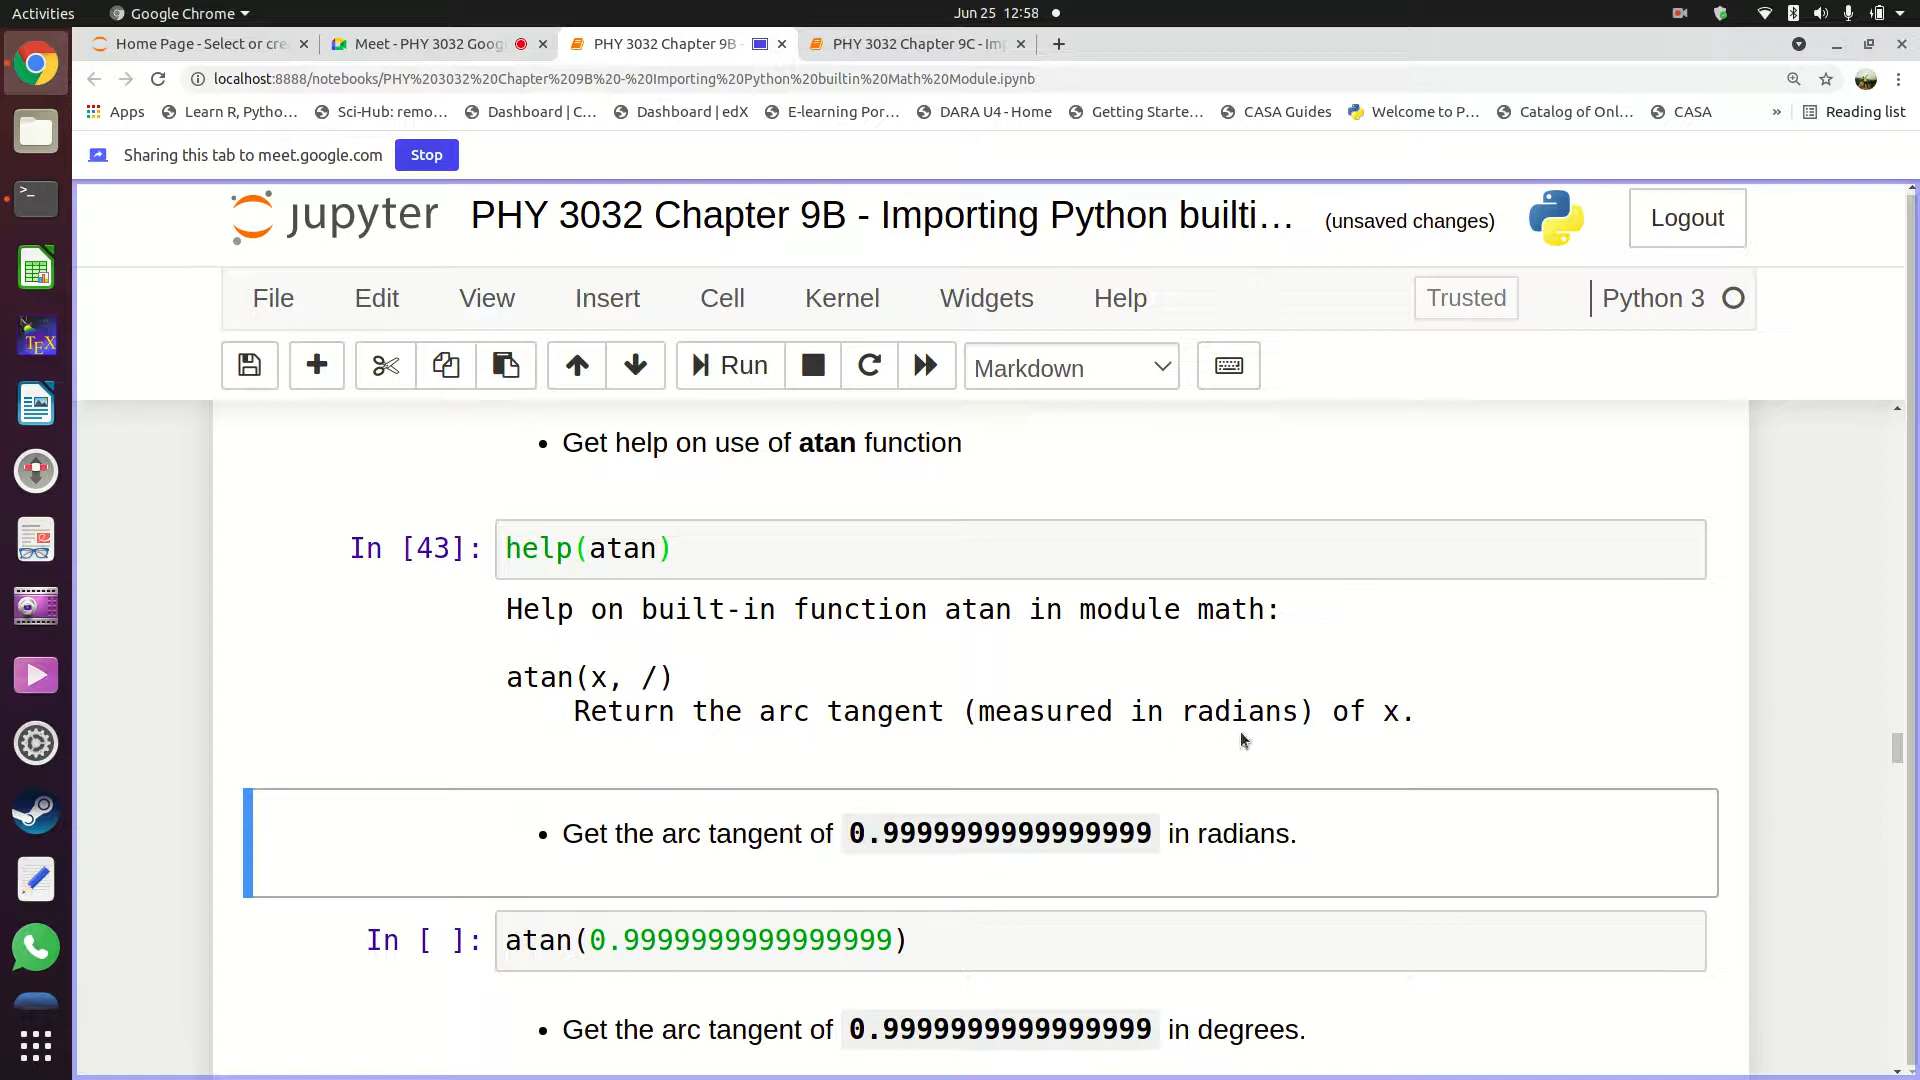 Activities Google Chrome Jun 25 12:58
Home Page - Select or cre Meet - PHY 3032 Goog PHY 3032 Chapter 9B - PHY 3032 Chapter 9C - Im
localhost:8888/notebooks/PHY%203032%20Chapter%209B%20-%20Importing%20Python%20builtin%20Math%20Module.ipynb
Apps Learn R, Pytho... Sci-Hub: remo... Dashboard | C... Dashboard | edX E-learning Por... DARA U4 - Home Getting Starte... CASA Guides Welcome to P... Catalog of Onl... CASA » Reading list
Sharing this tab to meet.google.com Stop
jupyter PHY 3032 Chapter 9B - Importing Python builti... (unsaved changes) Logout
File Edit View Insert Cell Kernel Widgets Help Trusted Python 3
Run Markdown
• Get help on use of atan function
In [43]: help(atan)
Help on built-in function atan in module math:
atan(x, /)
Return the arc tangent (measured in radians) of x.
• Get the arc tangent of 0.9999999999999999 in radians.
In [ ]: atan(0.9999999999999999)
• Get the arc tangent of 0.9999999999999999 in degrees.